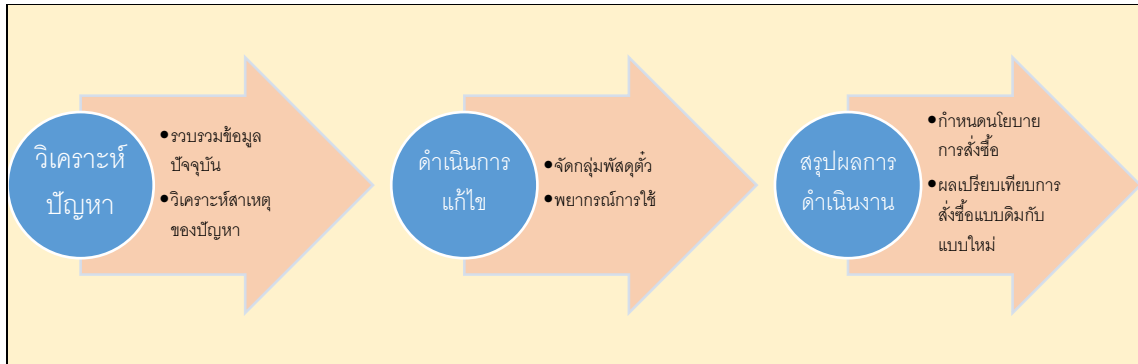 วิเคราะห์
ปัญหา
•รวบรวมข้อมูล
ปัจจุบัน
•วิเคราะห์สาเหตุ
ของปัญหา
ดำเนินการ
แก้ไข
•จัดกลุ่มพัสดุตั๋ว
•พยากรณ์การใช้
สรุปผลการ
ดำเนินงาน
•กำหนดนโยบาย
การสั่งซื้อ
•ผลเปรียบเทียบการ
สั่งซื้อแบบดิมกับ
แบบใหม่